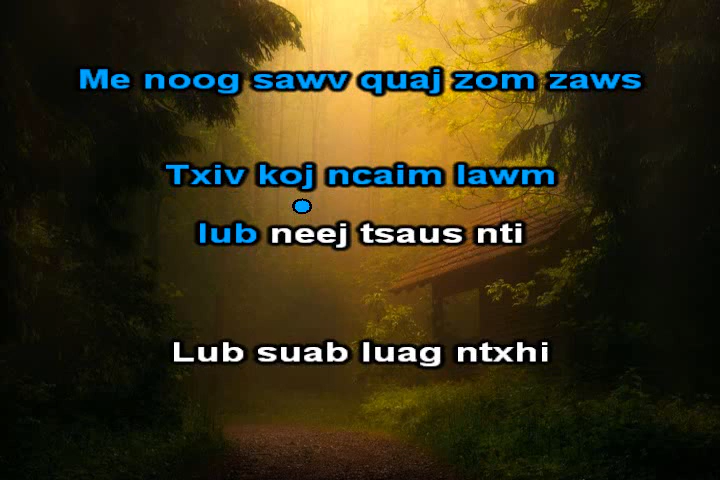 Me noog sawv quaj zom zaws
Txiv koj ncaim lawm
lub neej tsaus nti
Lub suab luag ntxhi